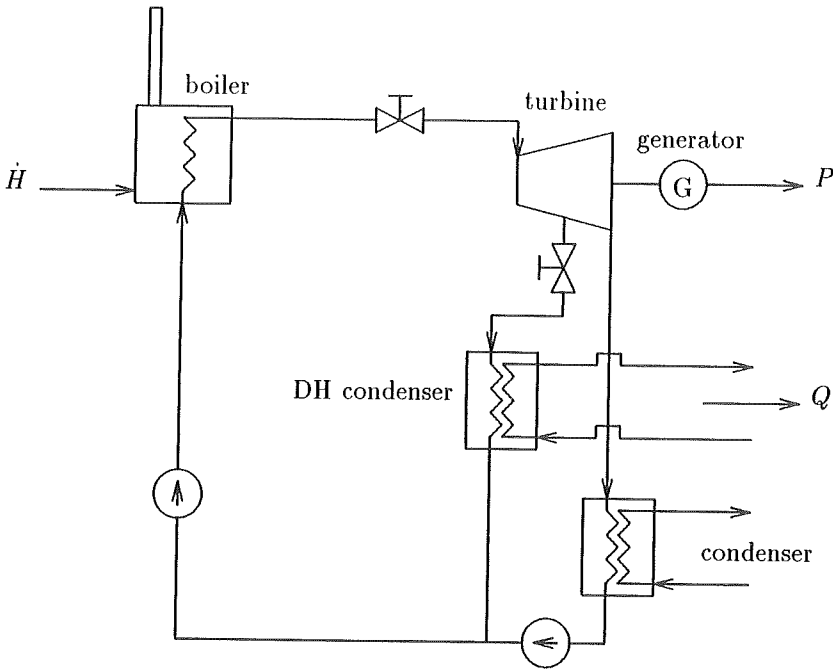 boiler
turbine
generator
Ḣ
G
P
DH condenser
Q
condenser